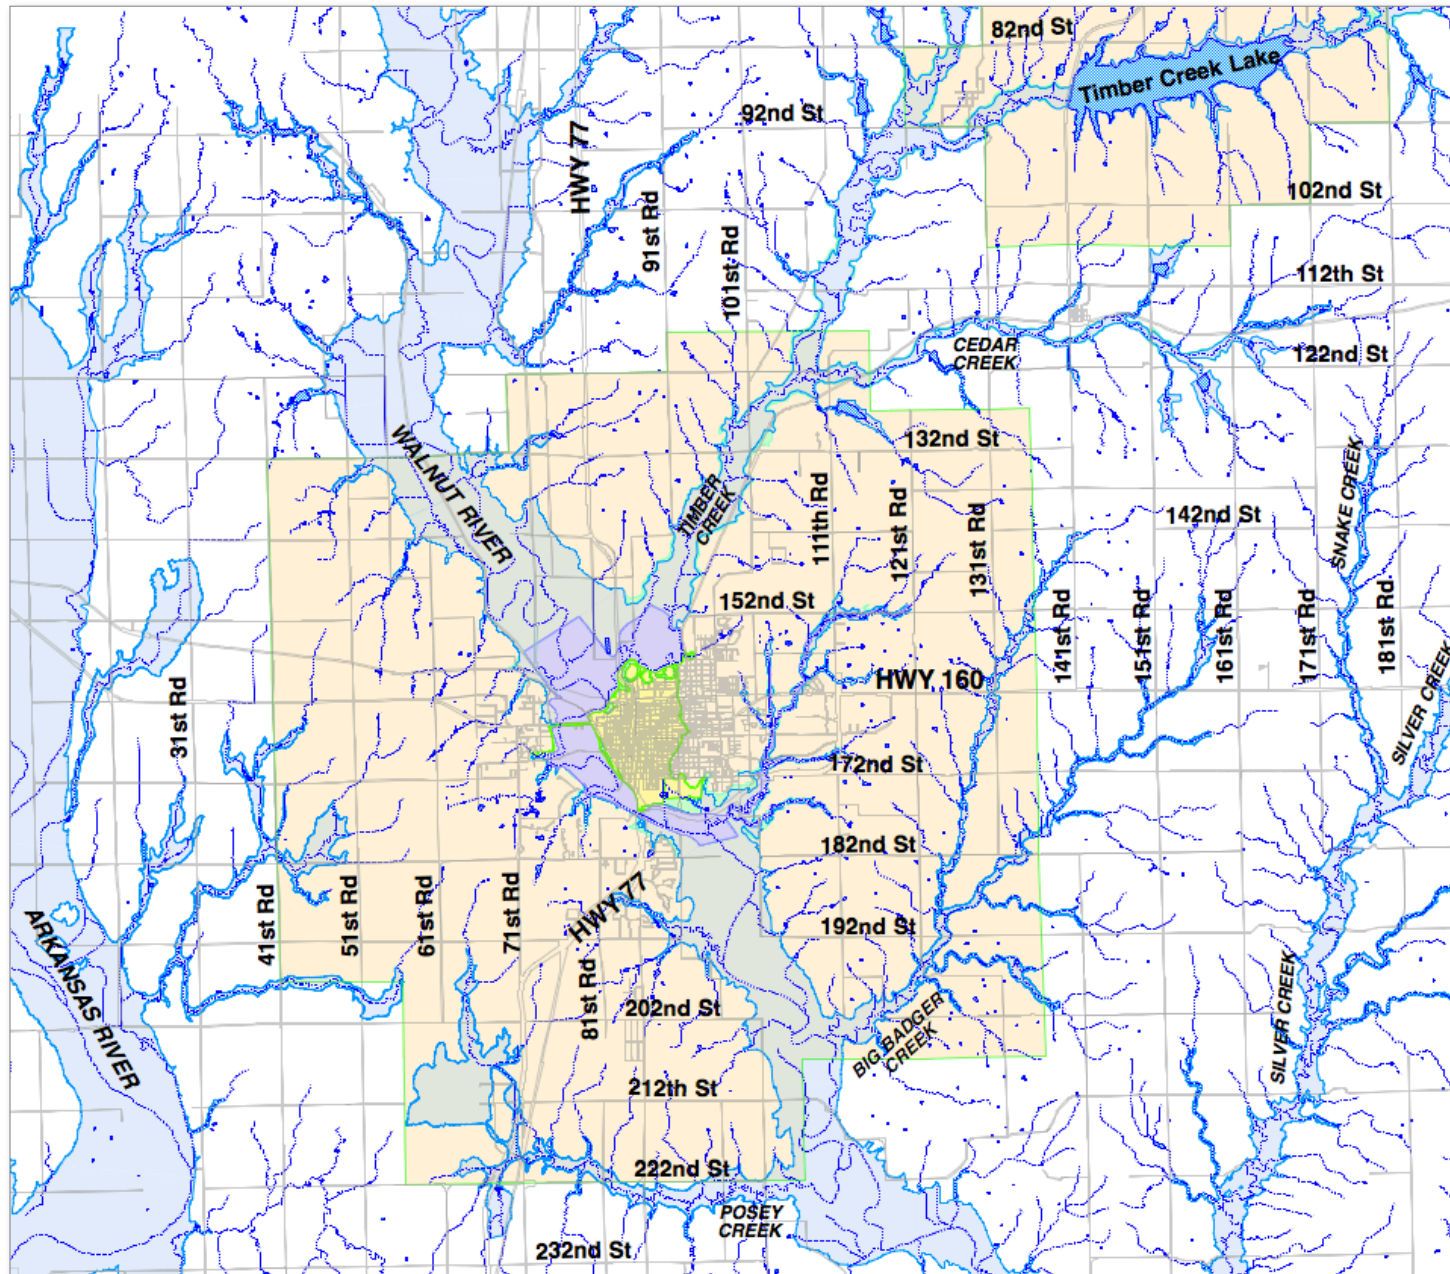 82nd St
Timber Creek Lake
92nd St
HWY 77
91st Rd
102nd St
101st Rd
112th St
CEDAR
CREEK
122nd St
WALNUT RIVER
132nd St
TIMBER
CREEK
111th Rd
121st Rd
131st Rd
142nd St
SNAKE CREEK
152nd St
141st Rd
151st Rd
161st Rd
171st Rd
181st Rd
HWY 160
31st Rd
SILVER CREEK
172nd St
182nd St
HWY 77
41st Rd
51st Rd
61st Rd
71st Rd
192nd St
ARKANSAS RIVER
81st Rd
202nd St
BIG BADGER
CREEK
SILVER CREEK
212th St
222nd St
POSEY
CREEK
232nd St